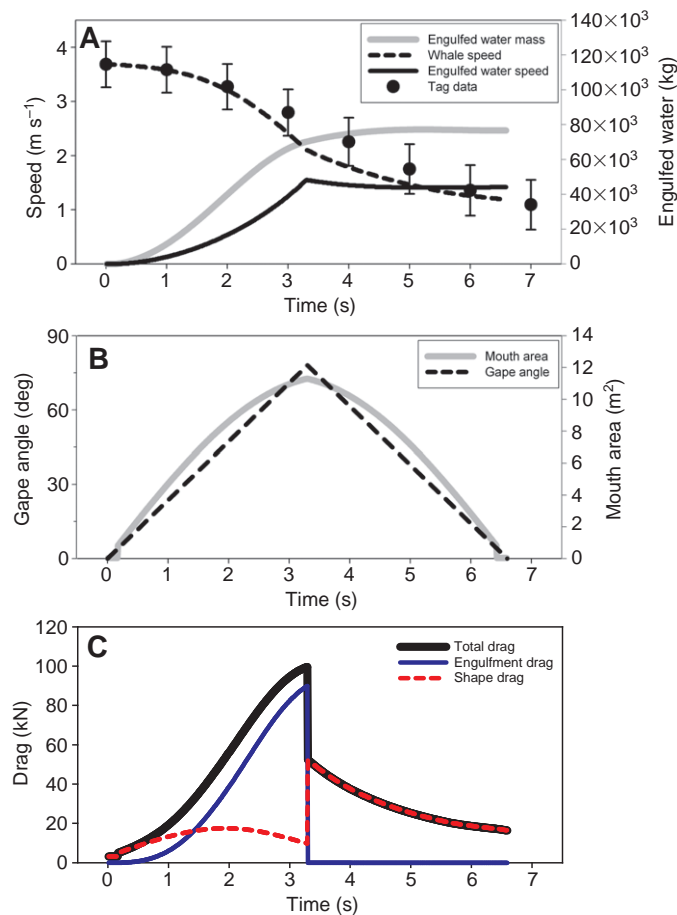 A
Engulfed water mass
Whale speed
Engulfed water speed
Tag data
Speed (m s⁻¹)
4
3
2
1
0
140×10³
120×10³
100×10³
80×10³
60×10³
40×10³
20×10³
0
Engulfed water (kg)
0 1 2 3 4 5 6 7
Time (s)
B
Mouth area
Gape angle
Gape angle (deg)
90
60
30
0
14
12
10
8
6
4
2
0
Mouth area (m²)
0 1 2 3 4 5 6 7
Time (s)
C
Total drag
Engulfment drag
Shape drag
Drag (kN)
120
100
80
60
40
20
0
0 1 2 3 4 5 6 7
Time (s)